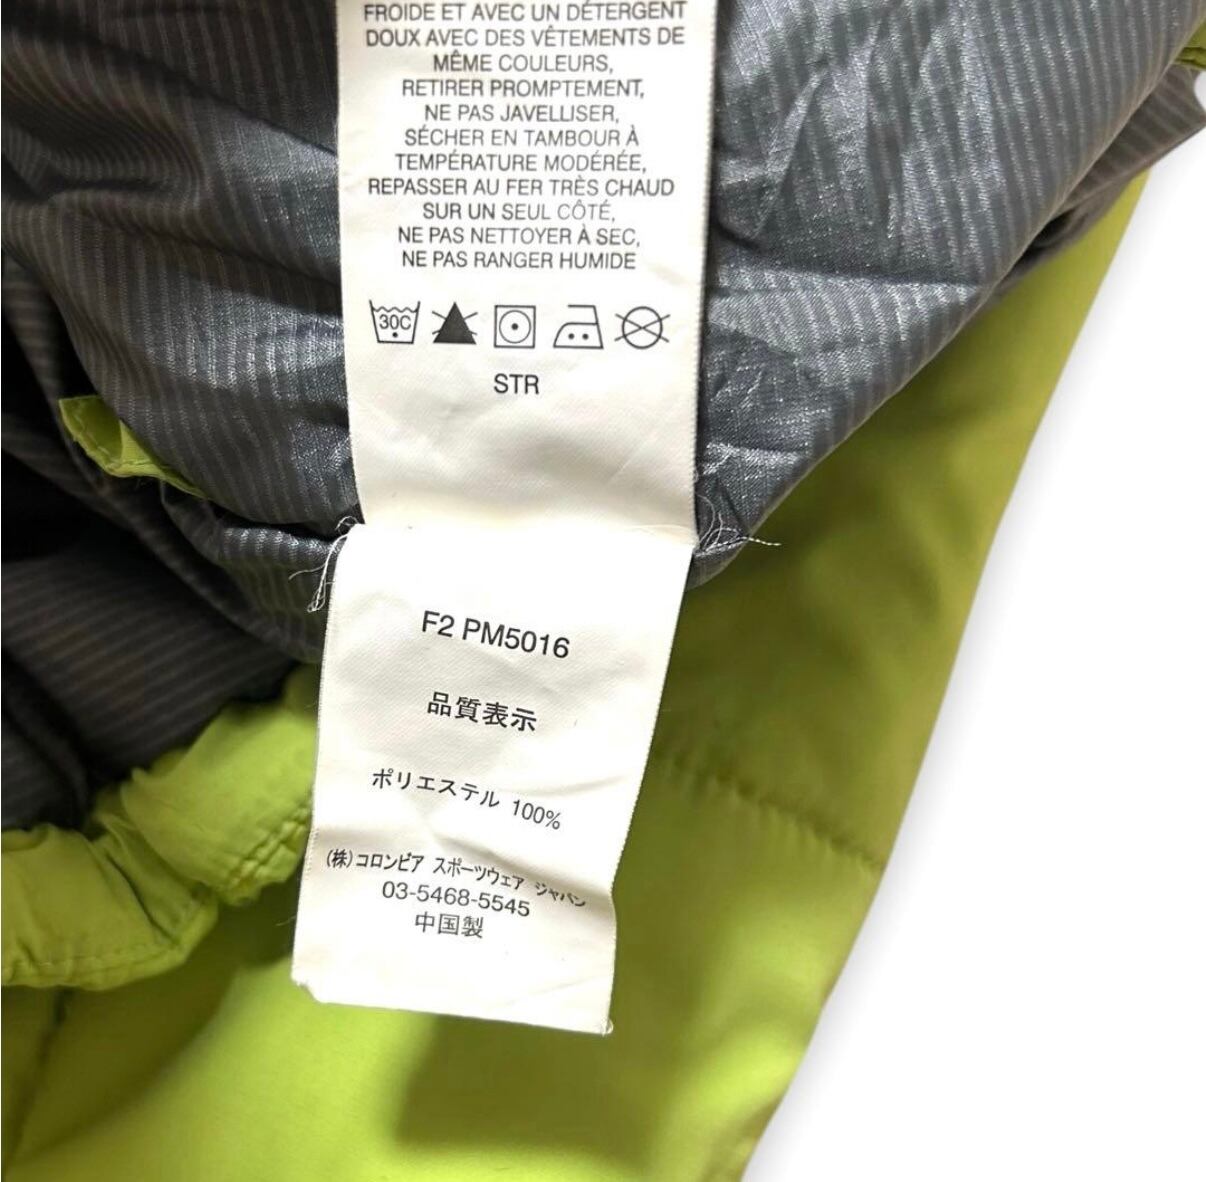 FROIDE ET AVEC UN DÉTERGENT
DOUX AVEC DES VÊTEMENTS DE
MÊME COULEURS,
RETIRER PROMPTEMENT,
NE PAS JAVELLISER,
SÉCHER EN TAMBOUR À
TEMPÉRATURE MODÉRÉE,
REPASSER AU FER TRÈS CHAUD
SUR UN SEUL CÔTÉ,
NE PAS NETTOYER À SEC,
NE PAS RANGER HUMIDE
30C
STR
F2 PM5016
品質表示
ポリエステル 100%
(株)コロンビア スポーツウェア ジャパン
03-5468-5545
中国製